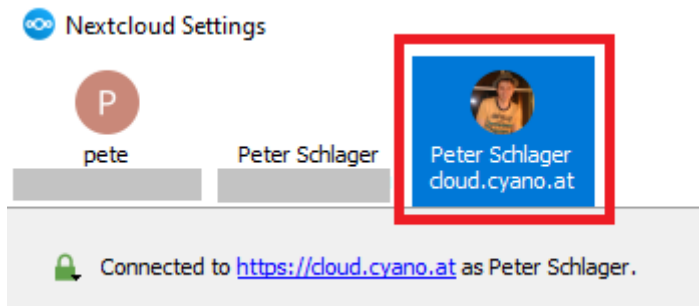 Nextcloud Settings
P
pete
Peter Schlager
Peter Schlager
cloud.cyano.at
Connected to https://cloud.cyano.at as Peter Schlager.